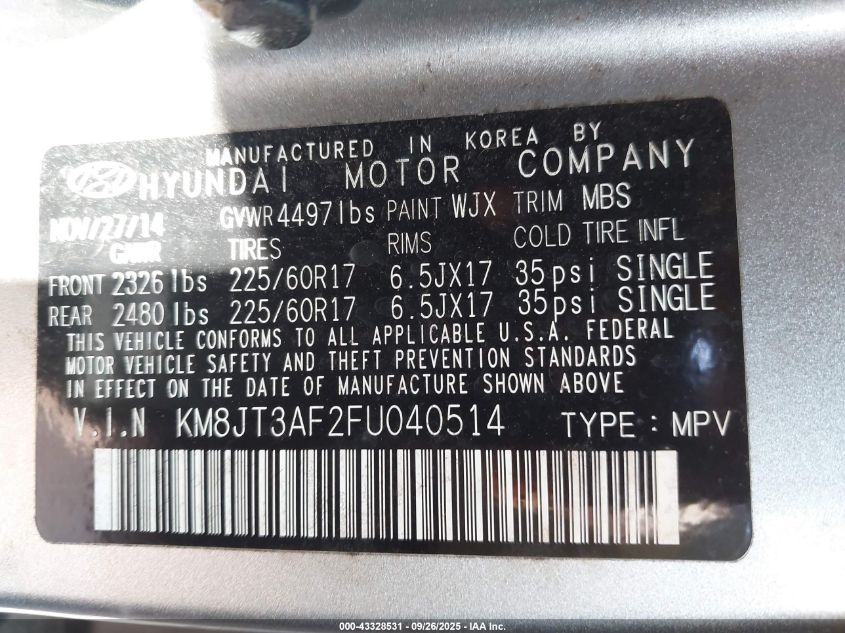 MANUFACTURED IN KOREA BY
HYUNDAI MOTOR COMPANY
NOV/27/14 GVWR 4497lbs PAINT WJX TRIM MBS
GAWR TIRES RIMS COLD TIRE INFL
FRONT 2326 lbs 225/60R17 6.5JX17 35psi SINGLE
REAR 2480 lbs 225/60R17 6.5JX17 35psi SINGLE
THIS VEHICLE CONFORMS TO ALL APPLICABLE U.S.A. FEDERAL
MOTOR VEHICLE SAFETY AND THEFT PREVENTION STANDARDS
IN EFFECT ON THE DATE OF MANUFACTURE SHOWN ABOVE
V.I.N KM8JT3AF2FU040514 TYPE: MPV
000-43328531 - 09/26/2025 - IAA Inc.